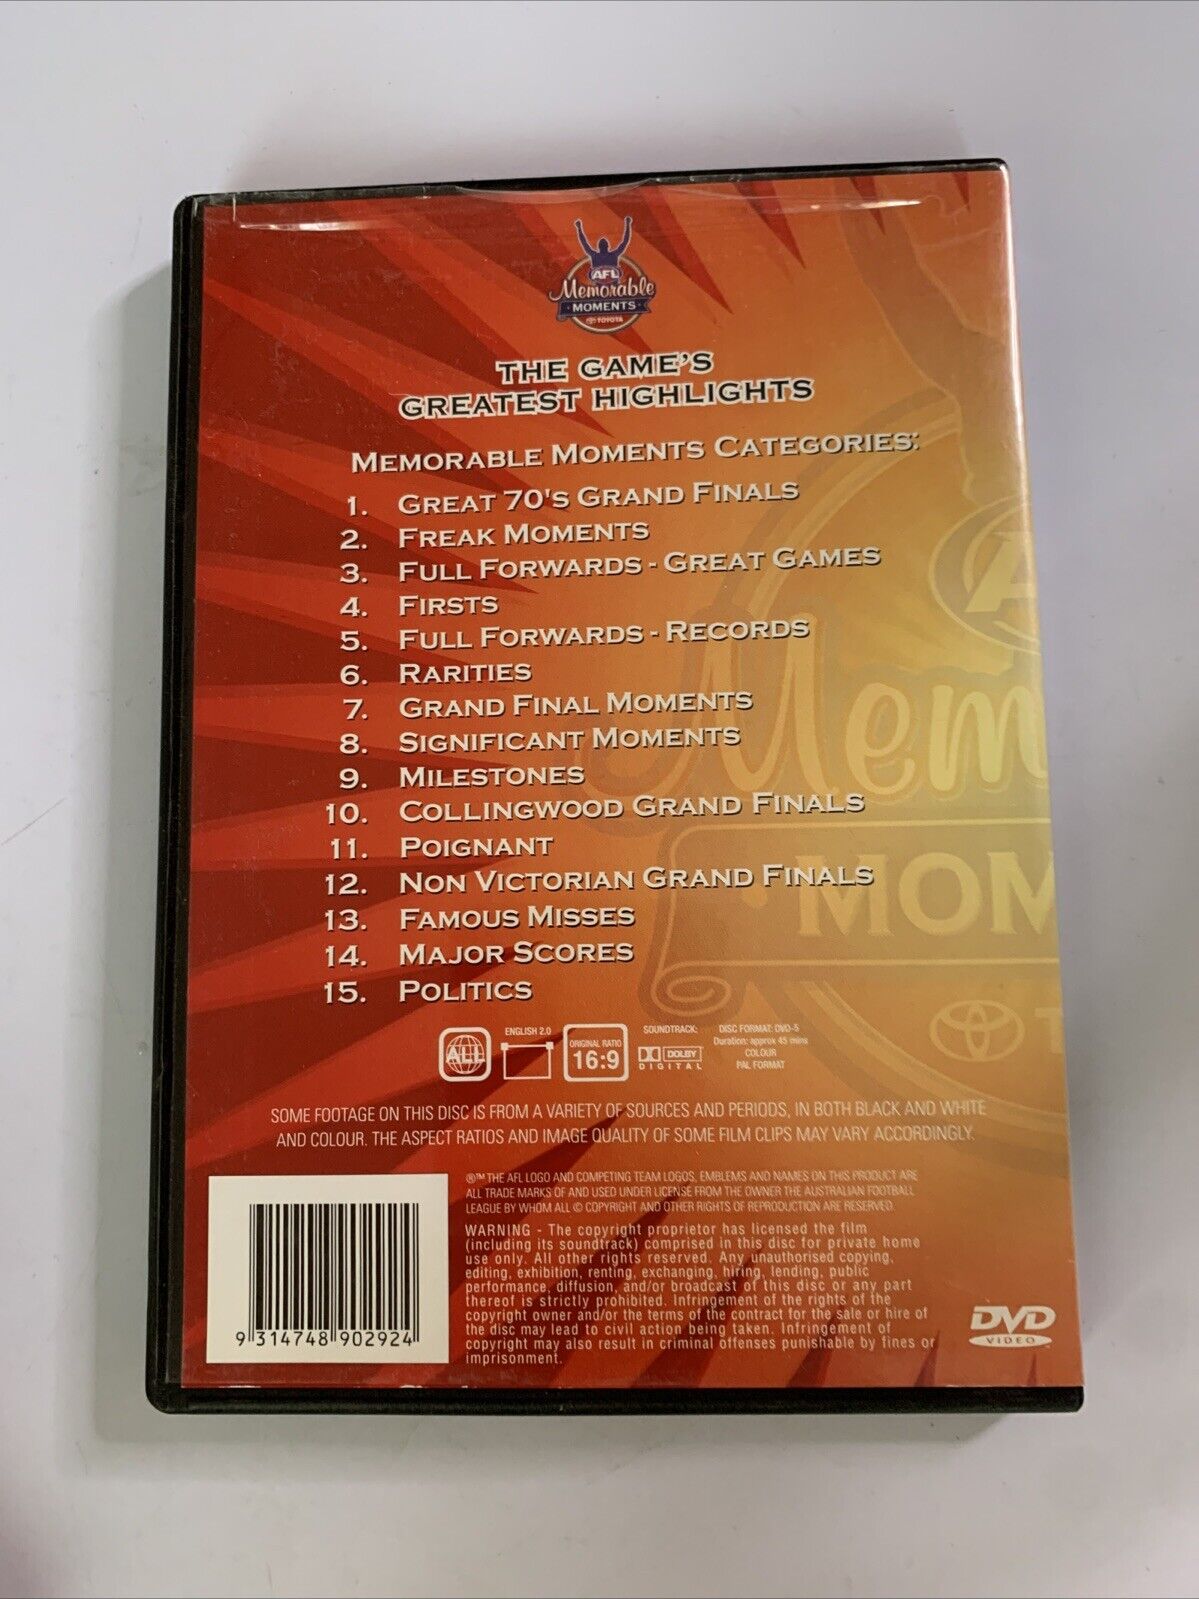 AFL
Memorable
MOMENTS
TOYOTA
THE GAME'S
GREATEST HIGHLIGHTS
MEMORABLE MOMENTS CATEGORIES:
1. GREAT 70'S GRAND FINALS
2. FREAK MOMENTS
3. FULL FORWARDS - GREAT GAMES
4. FIRSTS
5. FULL FORWARDS - RECORDS
6. RARITIES
7. GRAND FINAL MOMENTS
8. SIGNIFICANT MOMENTS
9. MILESTONES
10. COLLINGWOOD GRAND FINALS
11. POIGNANT
12. NON VICTORIAN GRAND FINALS
13. FAMOUS MISSES
14. MAJOR SCORES
15. POLITICS
A
Mem
MOM
T
ALL
ENGLISH 2.0
ORIGINAL RATIO
16:9
SOUNDTRACK:
DOLBY
DIGITAL
DISC FORMAT: DVD-5
Duration: approx 45 mins
COLOUR
PAL FORMAT
SOME FOOTAGE ON THIS DISC IS FROM A VARIETY OF SOURCES AND PERIODS, IN BOTH BLACK AND WHITE
AND COLOUR. THE ASPECT RATIOS AND IMAGE QUALITY OF SOME FILM CLIPS MAY VARY ACCORDINGLY.
®™ THE AFL LOGO AND COMPETING TEAM LOGOS, EMBLEMS AND NAMES ON THIS PRODUCT ARE
ALL TRADE MARKS OF AND USED UNDER LICENSE FROM THE OWNER THE AUSTRALIAN FOOTBALL
LEAGUE BY WHOM ALL © COPYRIGHT AND OTHER RIGHTS OF REPRODUCTION ARE RESERVED.
WARNING - The copyright proprietor has licensed the film
(including its soundtrack) comprised in this disc for private home
use only. All other rights reserved. Any unauthorised copying,
editing, exhibition, renting, exchanging, hiring, lending, public
performance, diffusion, and/or broadcast of this disc or any part
thereof is strictly prohibited. Infringement of the rights of the
copyright owner and/or the terms of the contract for the sale or hire of
the disc may lead to civil action being taken. Infringement of
copyright may also result in criminal offenses punishable by fines or
imprisonment.
9 314748 902924
DVD
VIDEO